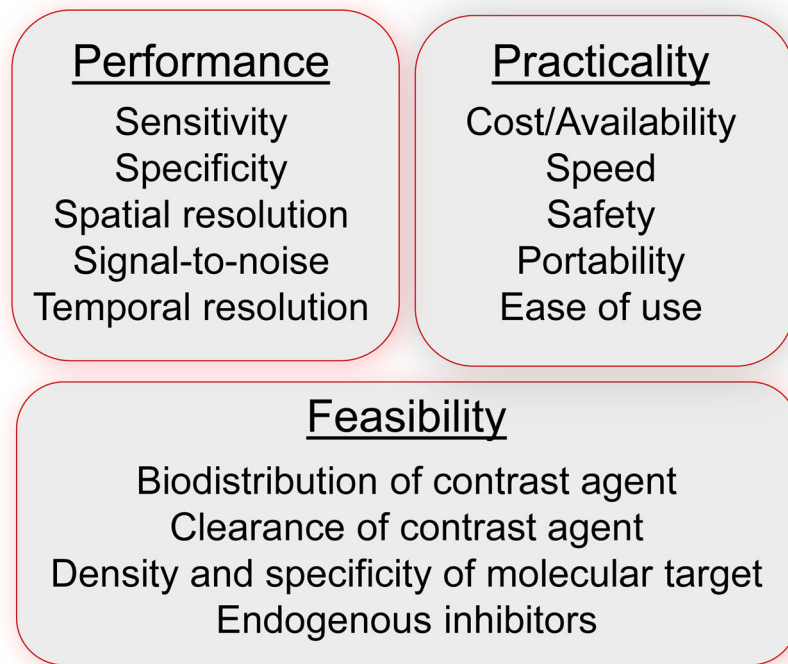 Performance
Sensitivity
Specificity
Spatial resolution
Signal-to-noise
Temporal resolution
Practicality
Cost/Availability
Speed
Safety
Portability
Ease of use
Feasibility
Biodistribution of contrast agent
Clearance of contrast agent
Density and specificity of molecular target
Endogenous inhibitors